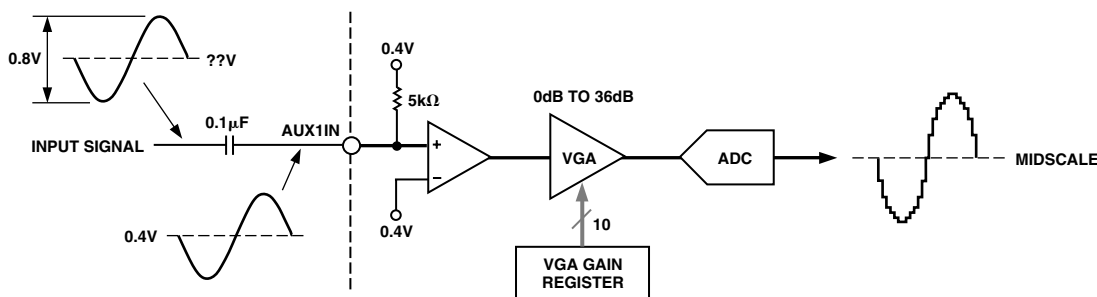 0.8V
??V
0.4V
5kΩ
0dB TO 36dB
0.1μF
AUX1IN
INPUT SIGNAL
+
VGA
ADC
MIDSCALE
–
0.4V
0.4V
10
VGA GAIN
REGISTER